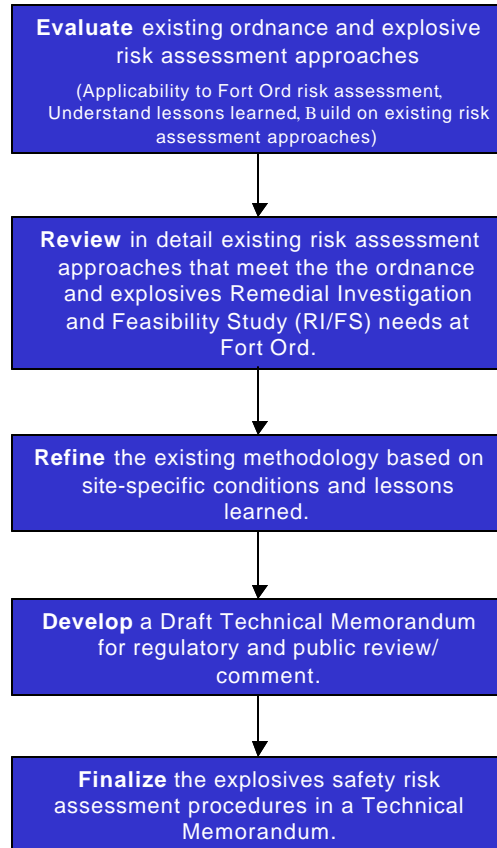 Evaluate existing ordnance and explosive
risk assessment approaches
(Applicability to Fort Ord risk assessment,
Understand lessons learned, B uild on existing risk
assessment approaches)
Review in detail existing risk assessment
approaches that meet the the ordnance
and explosives Remedial Investigation
and Feasibility Study (RI/FS) needs at
Fort Ord.
Refine the existing methodology based on
site-specific conditions and lessons
learned.
Develop a Draft Technical Memorandum
for regulatory and public review/
comment.
Finalize the explosives safety risk
assessment procedures in a Technical
Memorandum.